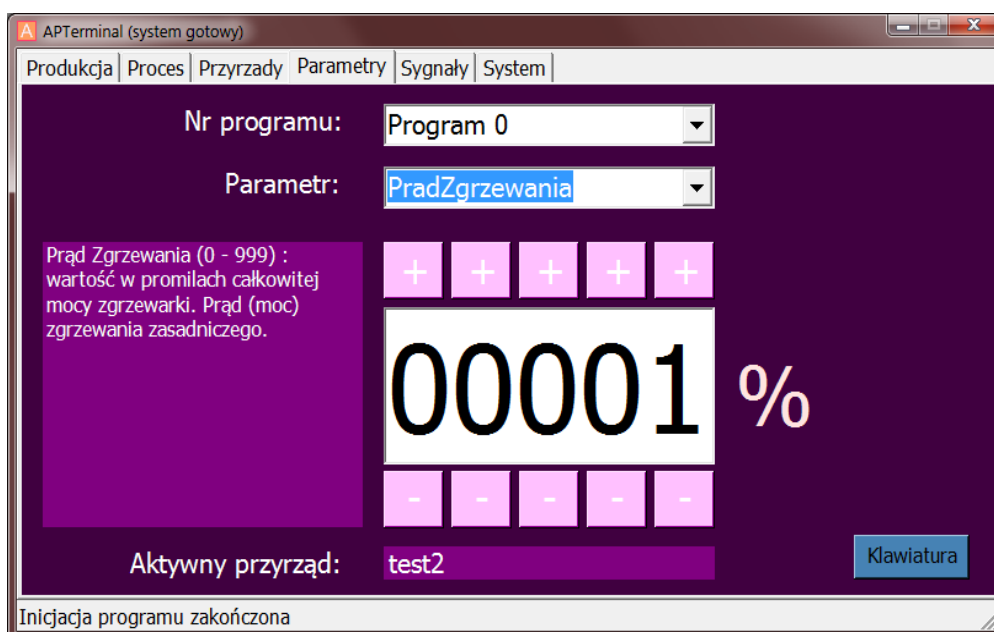 A APTerminal (system gotowy)
Produkcja Proces Przyrzady Parametry Sygnały System
Nr programu: Program 0
Parametr: PradZgrzewania
Prąd Zgrzewania (0 - 999) :
wartość w promilach całkowitej
mocy zgrzewarki. Prąd (moc)
zgrzewania zasadniczego.
+ + + + +
00001 %
- - - - -
Aktywny przyrząd: test2
Klawiatura
Inicjacja programu zakończona